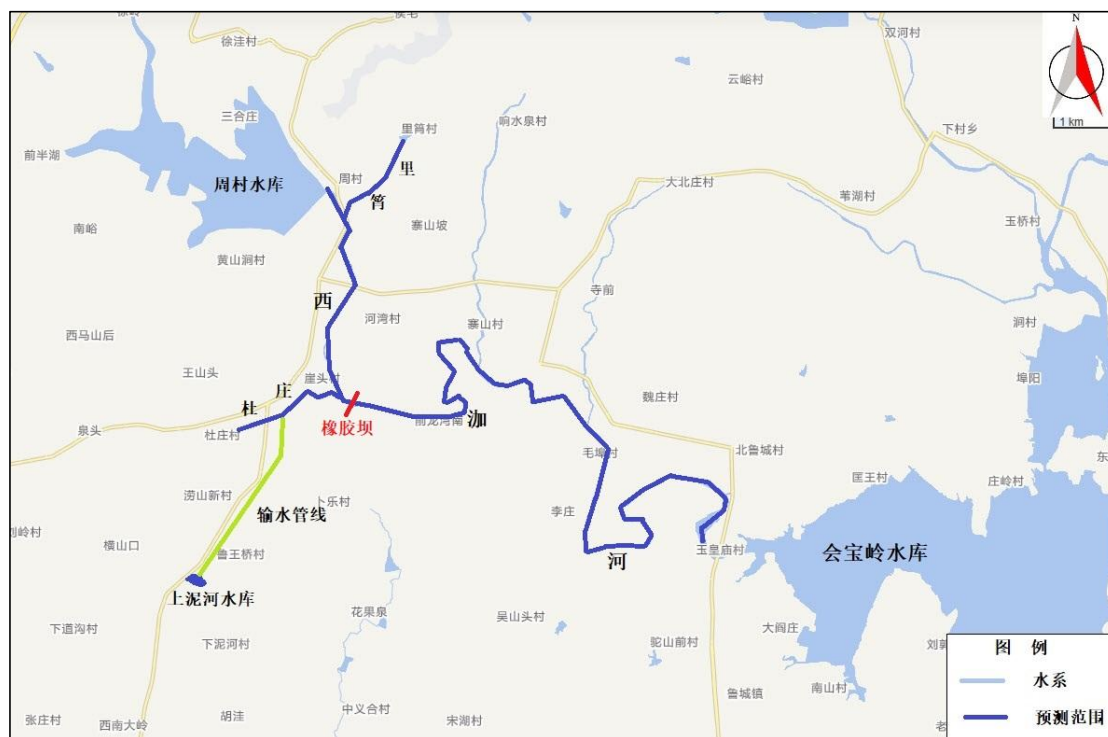 侯宅
徐洼村
双河村
N
云峪村
1 km
三合庄
响水泉村
里筲村
下村乡
前半湖
周村水库
周村
里
筲
大北庄村
苇湖村
玉桥村
南峪
寨山坡
黄山涧村
寺前
西
河湾村
寨山村
涧村
西马山后
王山头
崖头村
埠阳
庄
杜
泇
魏庄村
橡胶坝
泉头
杜庄村
毛埠村
北鲁城村
匡王村
庄岭村
东
涝山新村
卜乐村
输水管线
李庄
横山口
鲁王桥村
河
玉皇庙村
会宝岭水库
上泥河水库
花果泉
吴山头村
下道沟村
下泥河村
大阎庄
驼山前村
图 例
水系
预测范围
鲁城镇
南山村
张庄村
西南大岭
胡洼
中义合村
宋湖村
老